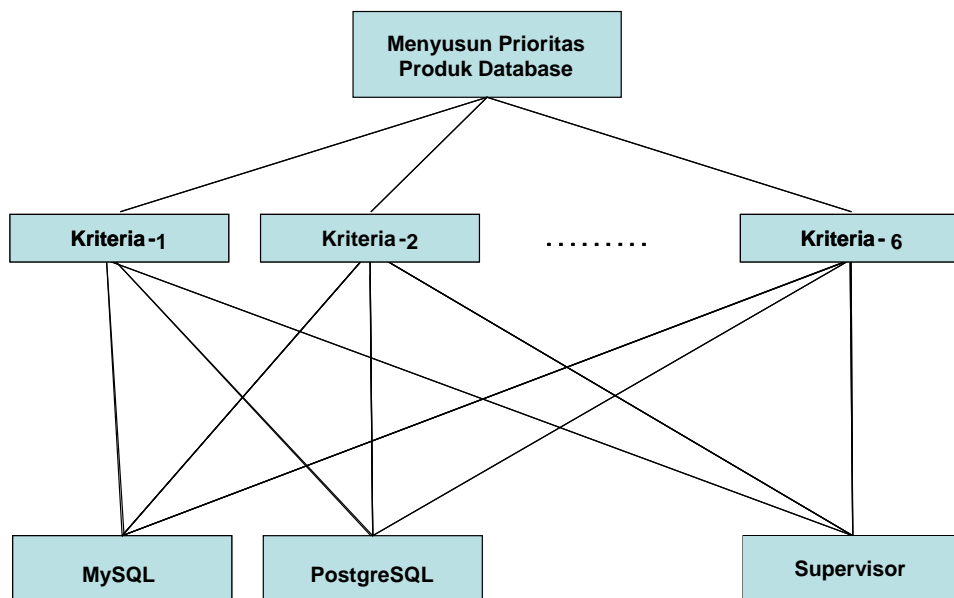 Menyusun Prioritas
Produk Database
Kriteria-1
Kriteria-2
.........
Kriteria- 6
MySQL
PostgreSQL
Supervisor